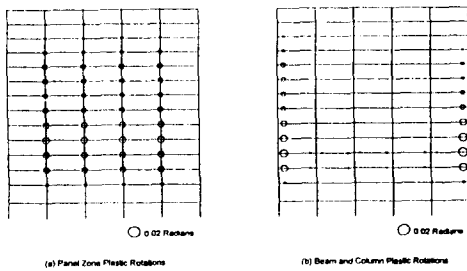 0.02 Radians
0.02 Radians
(a) Panel Zone Plastic Rotations
(b) Beam and Column Plastic Rotations